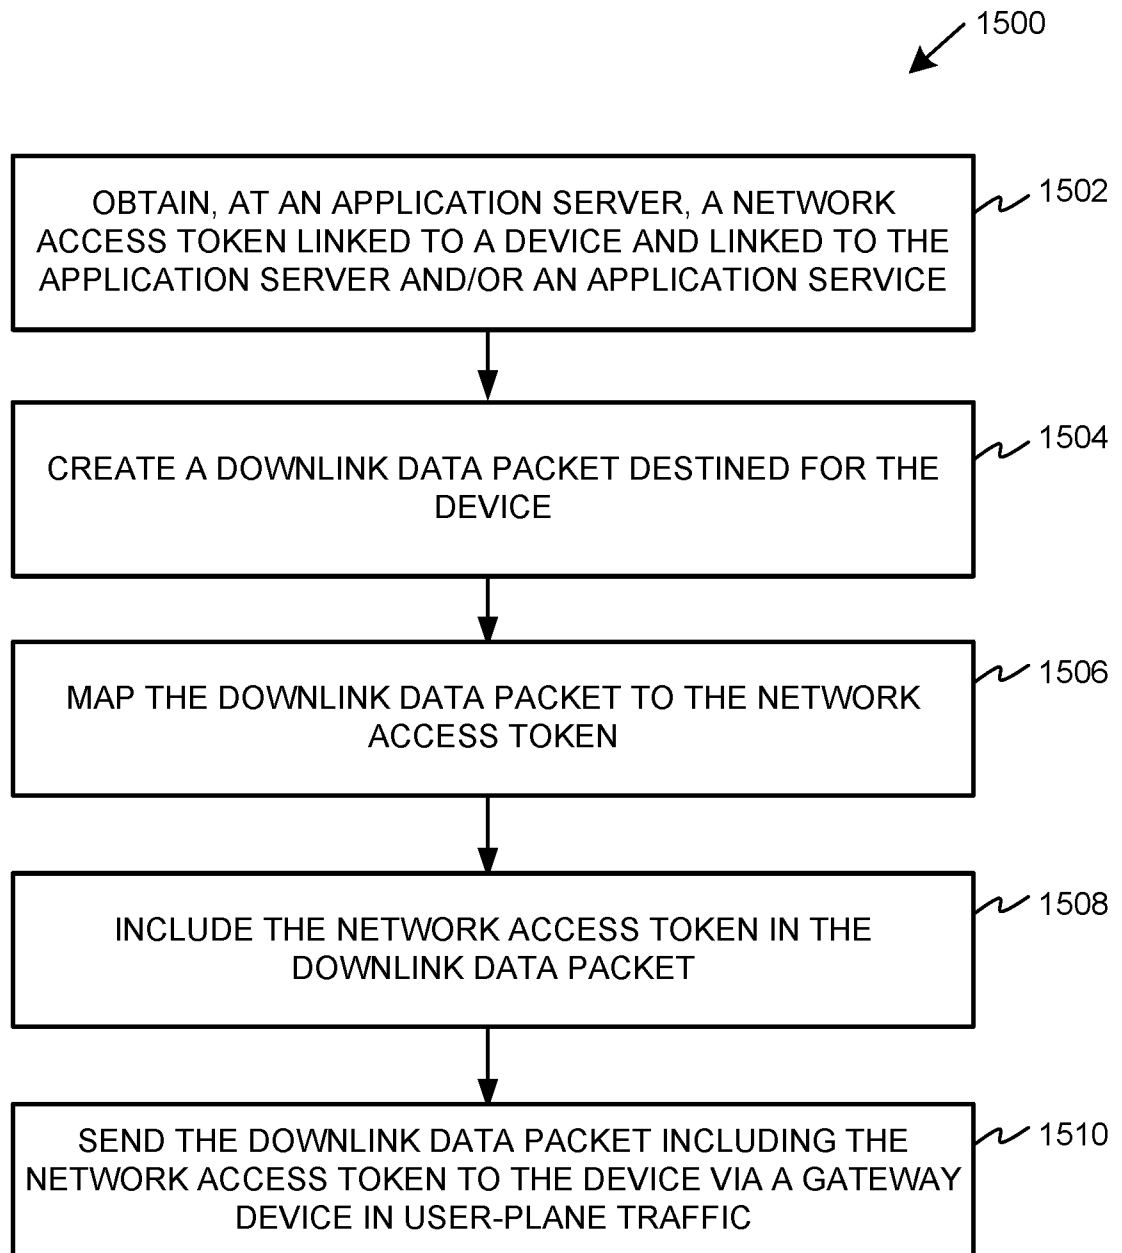 1500
OBTAIN, AT AN APPLICATION SERVER, A NETWORK
ACCESS TOKEN LINKED TO A DEVICE AND LINKED TO THE
APPLICATION SERVER AND/OR AN APPLICATION SERVICE
1502
CREATE A DOWNLINK DATA PACKET DESTINED FOR THE
DEVICE
1504
MAP THE DOWNLINK DATA PACKET TO THE NETWORK
ACCESS TOKEN
1506
INCLUDE THE NETWORK ACCESS TOKEN IN THE
DOWNLINK DATA PACKET
1508
SEND THE DOWNLINK DATA PACKET INCLUDING THE
NETWORK ACCESS TOKEN TO THE DEVICE VIA A GATEWAY
DEVICE IN USER-PLANE TRAFFIC
1510